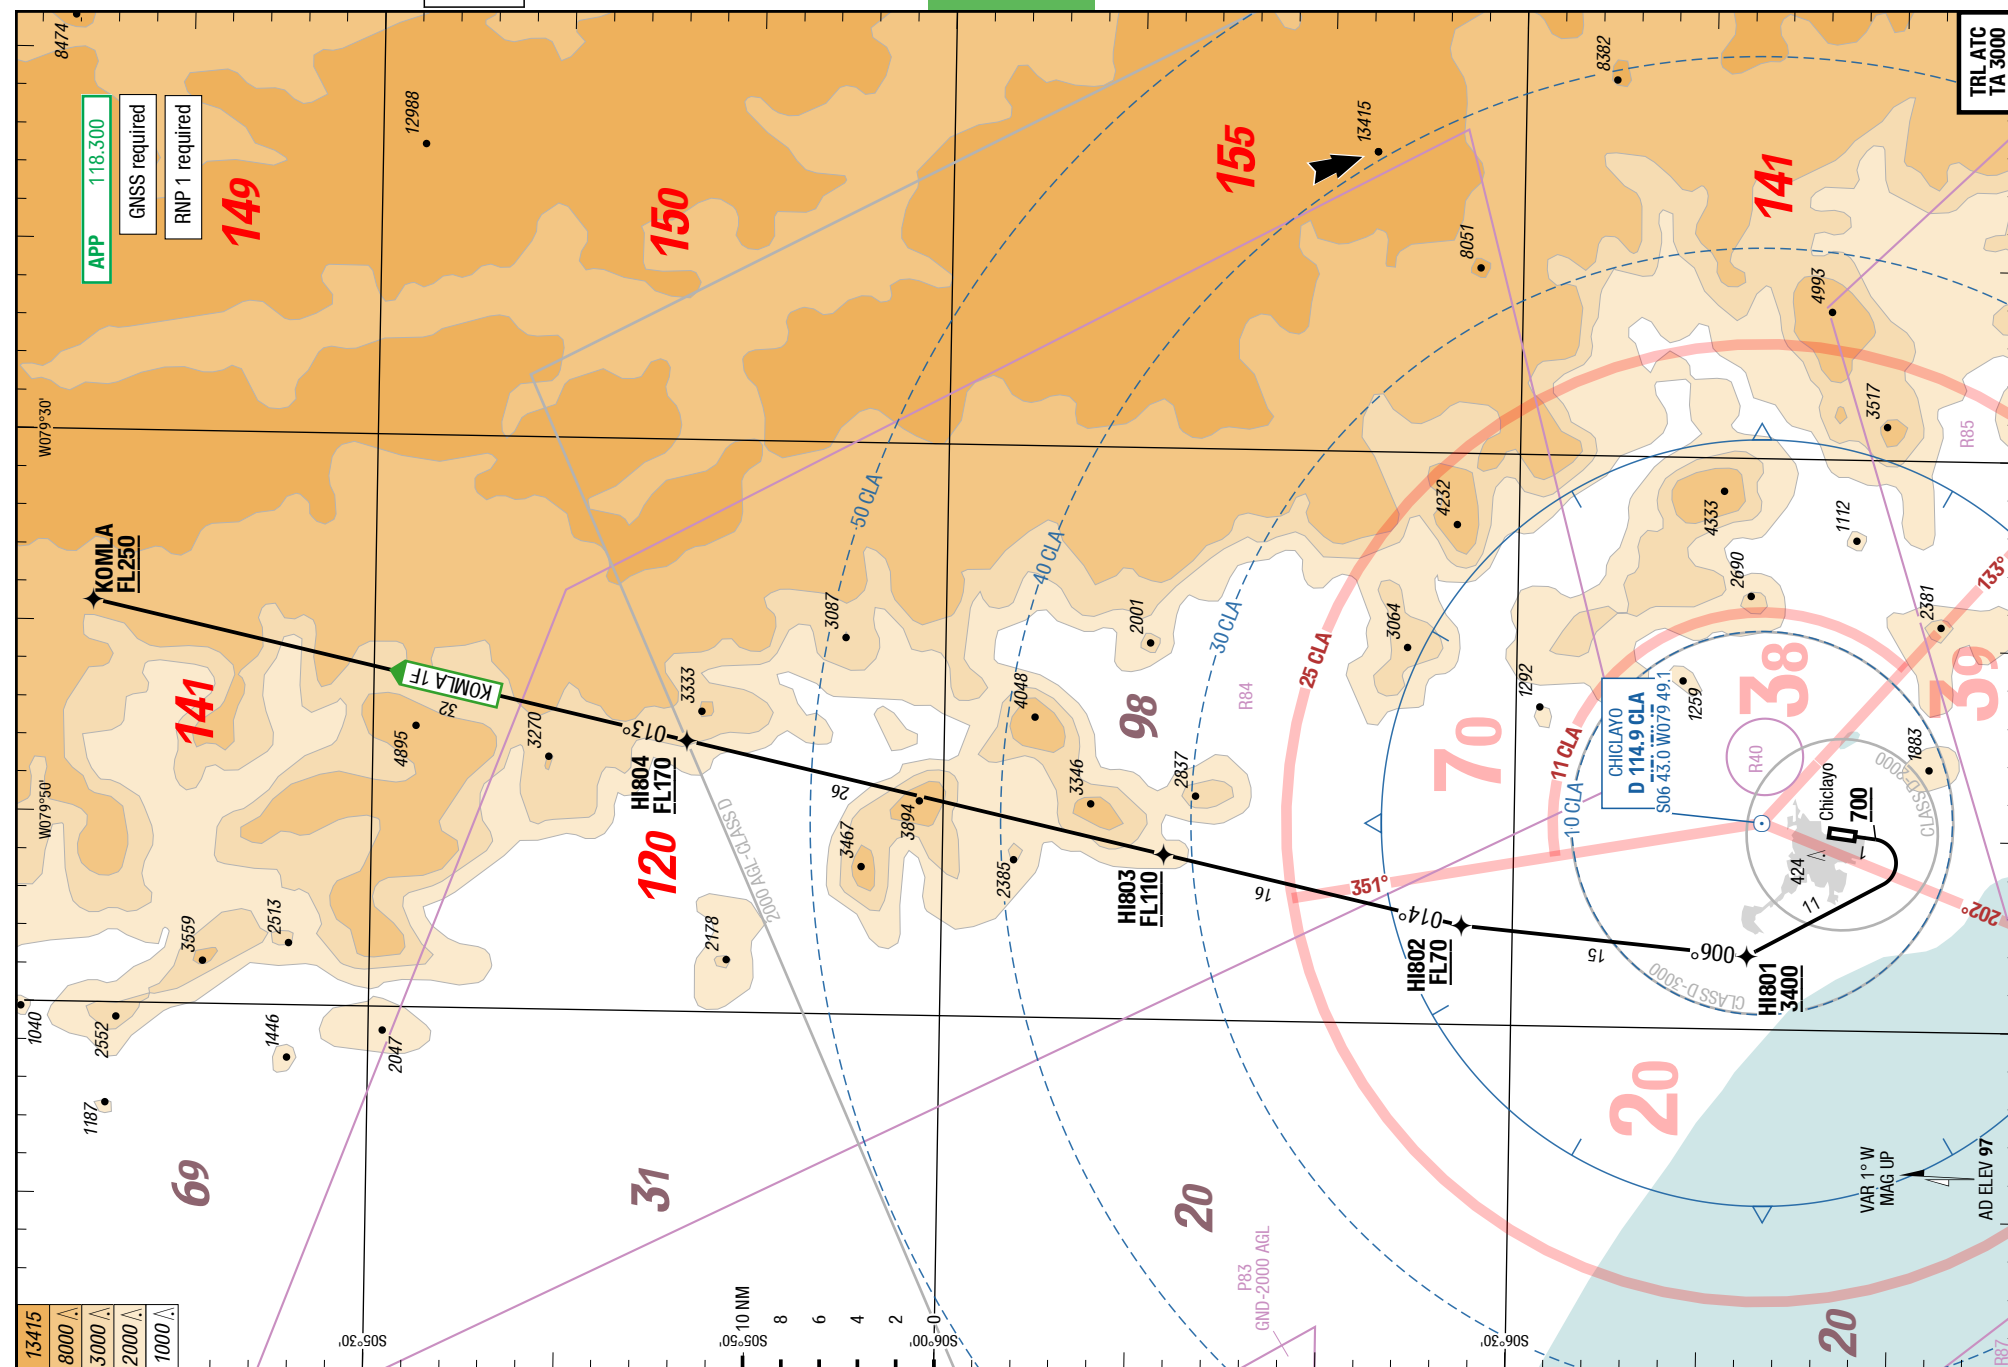 8474
12988
8382
13415
TRL ATC
TA 3000
APP 118.300
GNSS required
RNP 1 required
149
150
155
141
8051
4993
W079°30'
KOMLA
FL250
50 CLA
40 CLA
30 CLA
25 CLA
4232
4333
3517
R85
1112
2690
2381
133°
39
KOMLA 1F
32
141
4895
3270
013°
3333
HI804
FL170
3087
2001
3064
1292
4048
98
R84
70
11 CLA
10 CLA
CHICLAYO
D 114.9 CLA
S06 43.0 W079 49.1
1259
38
R40
1883
CLASS D-2000
W079°50'
120
2000 AGL-CLASS D
26
3467
3894
3346
2385
2837
HI803
FL110
16
351°
014°
HI802
FL70
15
006°
CLASS D-3000
HI801
3400
Chiclayo
700
424
1
11
202°
3559
2513
2178
1040
2552
1446
2047
1187
69
31
20
20
20
VAR 1° W
MAG UP
AD ELEV 97
P83
GND-2000 AGL
R87
13415
8000
3000
2000
1000
S05°30'
S05°50'
S06°00'
S06°30'
10 NM
8
6
4
2
0